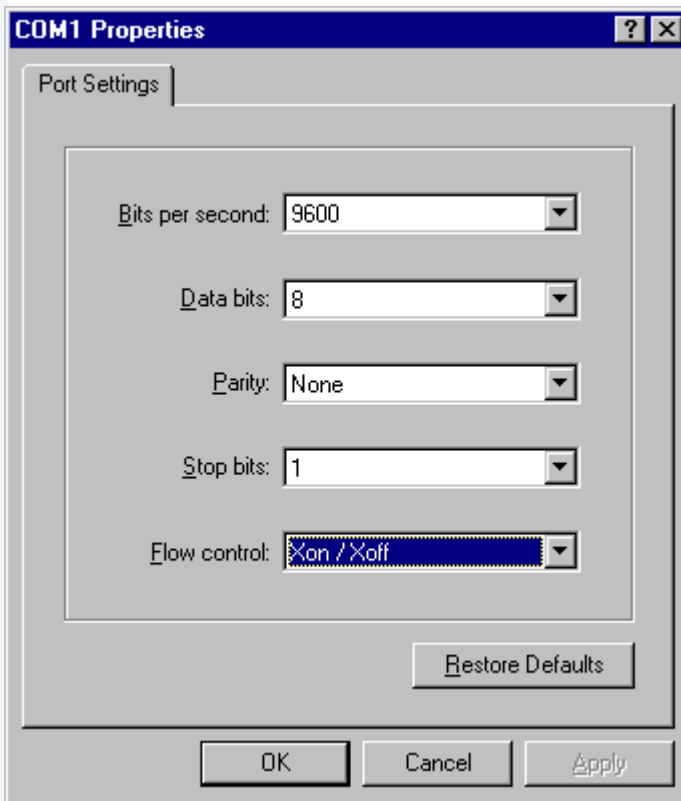 COM1 Properties
Port Settings
Bits per second: 9600
Data bits: 8
Parity: None
Stop bits: 1
Flow control: Xon / Xoff
Restore Defaults
OK Cancel Apply